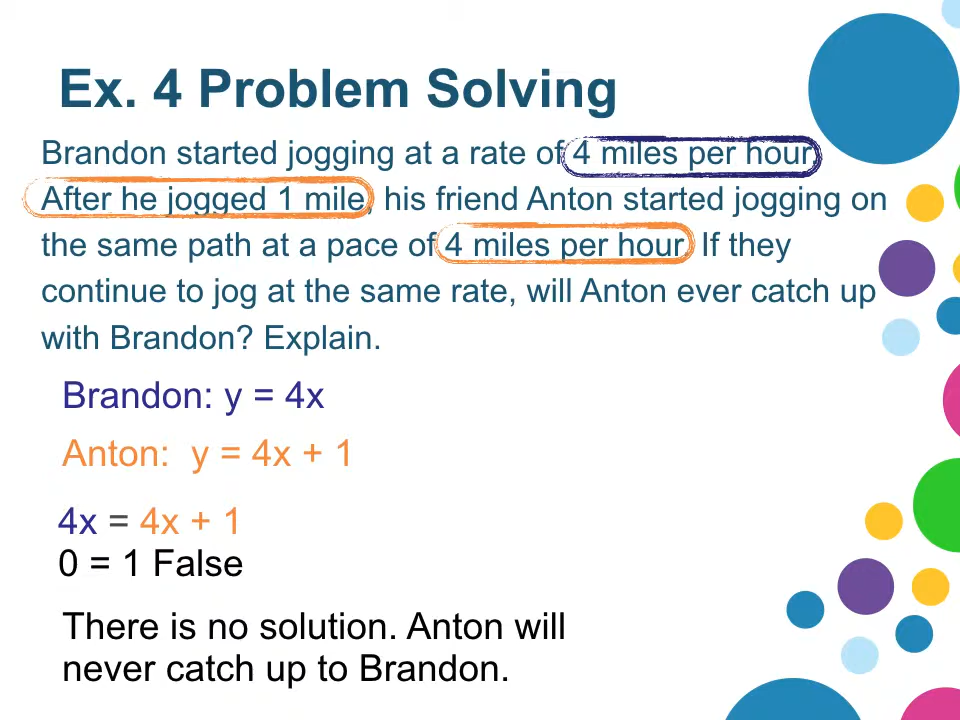 Ex. 4 Problem Solving
Brandon started jogging at a rate of 4 miles per hour.
After he jogged 1 mile, his friend Anton started jogging on
the same path at a pace of 4 miles per hour. If they
continue to jog at the same rate, will Anton ever catch up
with Brandon? Explain.
Brandon: y = 4x
Anton: y = 4x + 1
4x = 4x + 1
0 = 1 False
There is no solution. Anton will
never catch up to Brandon.